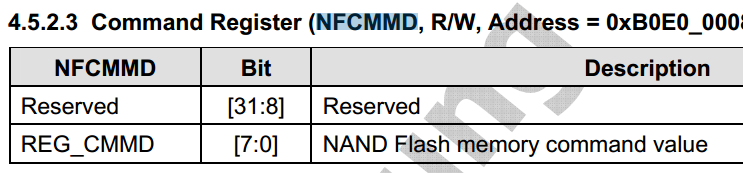 4.5.2.3 Command Register (NFCMMD, R/W, Address = 0xB0E0_0008
NFCMMD Bit Description
Reserved [31:8] Reserved
REG_CMMD [7:0] NAND Flash memory command value